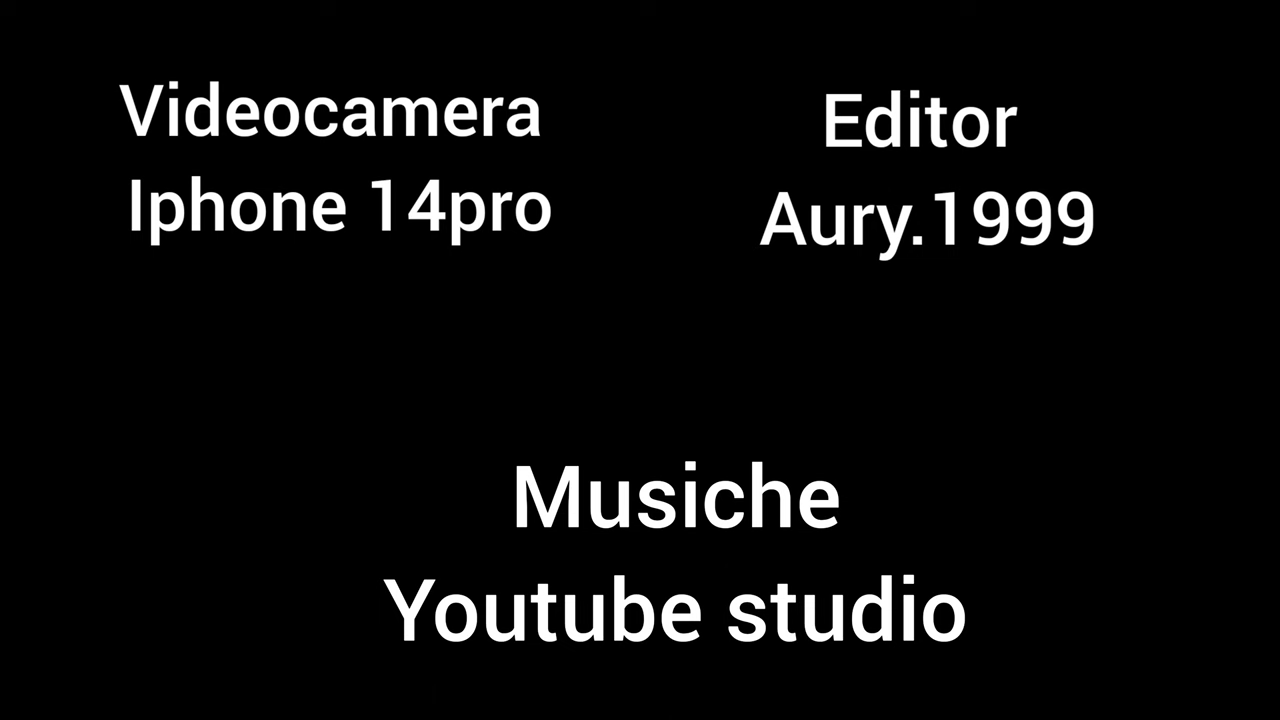 Videocamera
Iphone 14pro
Editor
Aury.1999
Musiche
Youtube studio